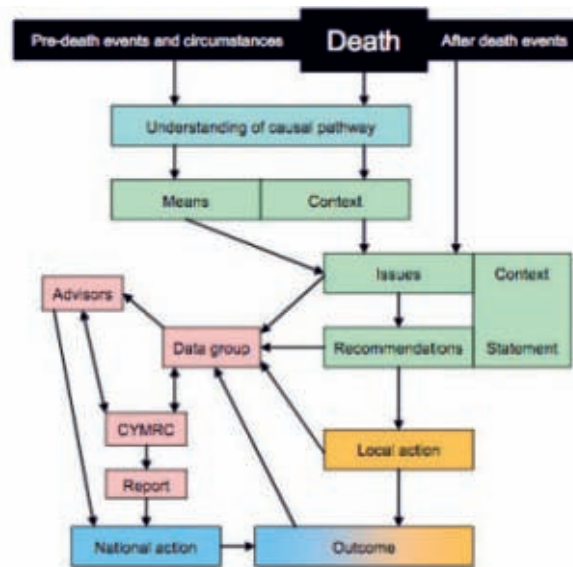 Pre-death events and circumstances
Death
After death events
Understanding of causal pathway
Means
Context
Issues
Context
Advisors
Data group
Recommendations
Statement
CYMRC
Local action
Report
National action
Outcome